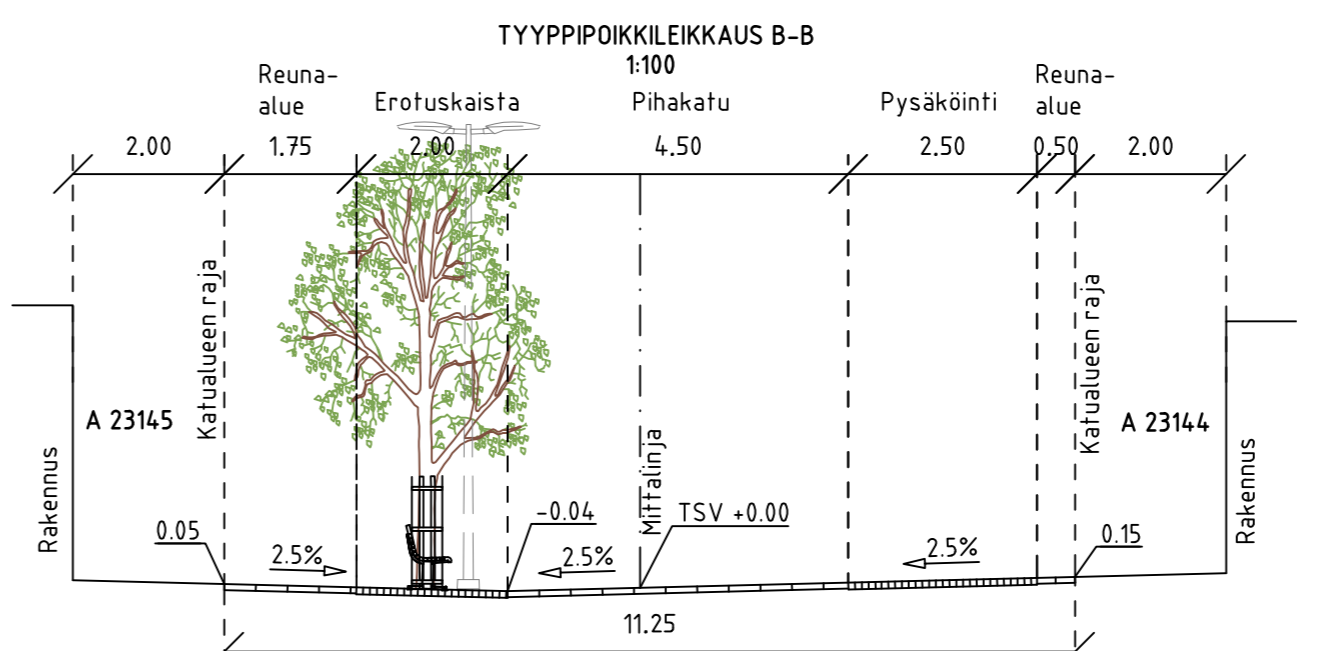 TYYPPIPOIKKILEIKKAUS B-B
1:100
Reuna-
alue
Erotuskaista
Pihakatu
Pysäköinti
Reuna-
alue
2.00
1.75
2.00
4.50
2.50
0.50
2.00
Katualueen raja
Katualueen raja
A 23145
A 23144
Rakennus
Mittalinja
Rakennus
0.05
-0.04
TSV +0.00
0.15
2.5%
2.5%
2.5%
11.25